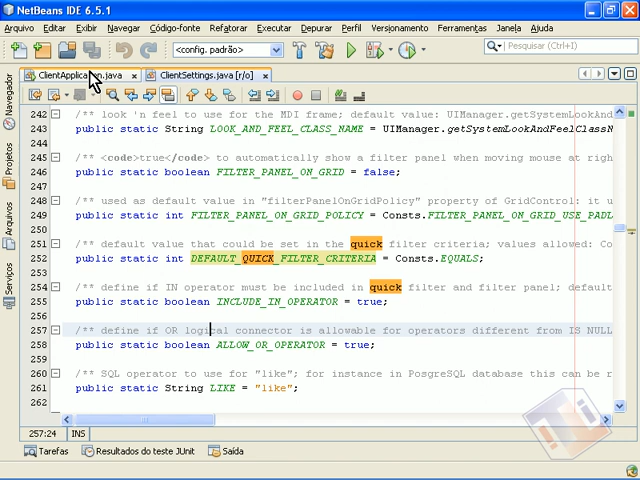 NetBeans IDE 6.5.1
Arquivo Editar Exibir Navegar Código-fonte Refatorar Executar Depurar Perfil Versionamento Ferramentas Janela Ajuda
<config. padrão> Pesquisar (Ctrl+I)
ClientApplication.java ClientSettings.java [r/o]
Navegador
Projetos
Arquivos
Serviços
242 /** look 'n feel to use for the MDI frame; default value: UIManager.getSystemLookAnd
243 public static String LOOK_AND_FEEL_CLASS_NAME = UIManager.getSystemLookAndFeelClassN
244
245 /** <code>true</code> to automatically show a filter panel when moving mouse at righ
246 public static boolean FILTER_PANEL_ON_GRID = false;
247
248 /** used as default value in "filterPanelOnGridPolicy" property of GridControl: it u
249 public static int FILTER_PANEL_ON_GRID_POLICY = Consts.FILTER_PANEL_ON_GRID_USE_PADL
250
251 /** default value that could be set in the quick filter criteria; values allowed: Co
252 public static int DEFAULT_QUICK_FILTER_CRITERIA = Consts.EQUALS;
253
254 /** define if IN operator must be included in quick filter and filter panel; default
255 public static boolean INCLUDE_IN_OPERATOR = true;
256
257 /** define if OR logical connector is allowable for operators different from IS NULL
258 public static boolean ALLOW_OR_OPERATOR = true;
259
260 /** SQL operator to use for "like"; for instance in PosgreSQL database this can be r
261 public static String LIKE = "like";
262
257:24 INS
Tarefas Resultados do teste JUnit Saída